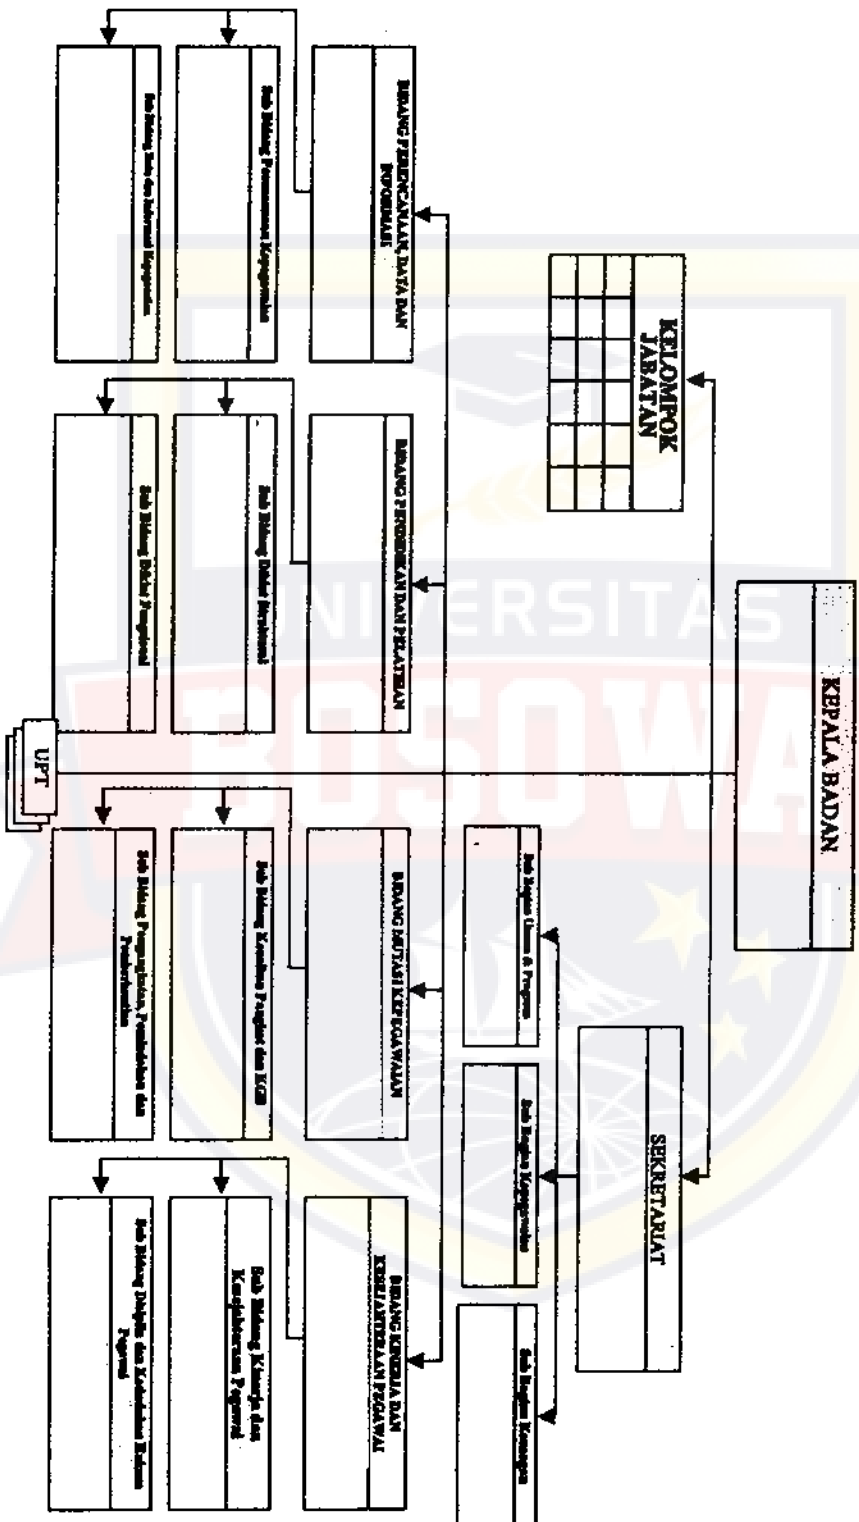 KEPALA BADAN
KELOMPOK
JABATAN
SEKRETARIAT
Sub Bagian Umum & Program
Sub Bagian Kepegawaian
Sub Bagian Keuangan
BIDANG PERENCANAAN, DATA DAN
INFORMASI
BIDANG PENDIDIKAN DAN PELATIHAN
BIDANG MUTASI KEPEGAWAIAN
BIDANG KINERJA DAN
KESEJAHTERAAN PEGAWAI
Sub Bidang Perencanaan Kepegawaian
Sub Bidang Diklat Struktural
Sub Bidang Kenaikan Pangkat dan KGB
Sub Bidang Kinerja dan
Kesejahteraan Pegawai
Sub Bidang Data dan Informasi Kepegawaian
Sub Bidang Diklat Fungsional
Sub Bidang Pengangkatan, Pemindahan dan
Pemberhentian
Sub Bidang Disiplin dan Kedudukan Hukum
Pegawai
UPT
UNIVERSITAS
BOSOWA